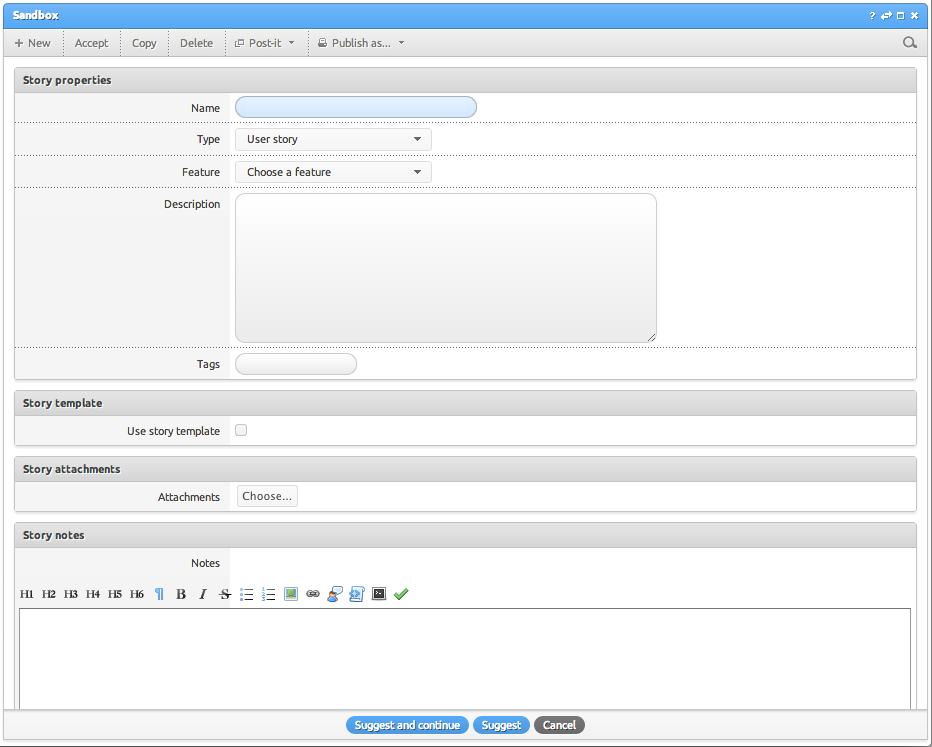 Sandbox ?
+ New Accept Copy Delete Post-it Publish as...
Story properties
Name
Type User story
Feature Choose a feature
Description
Tags
Story template
Use story template
Story attachments
Attachments Choose...
Story notes
Notes
H1 H2 H3 H4 H5 H6 ¶ B I S
Suggest and continue Suggest Cancel